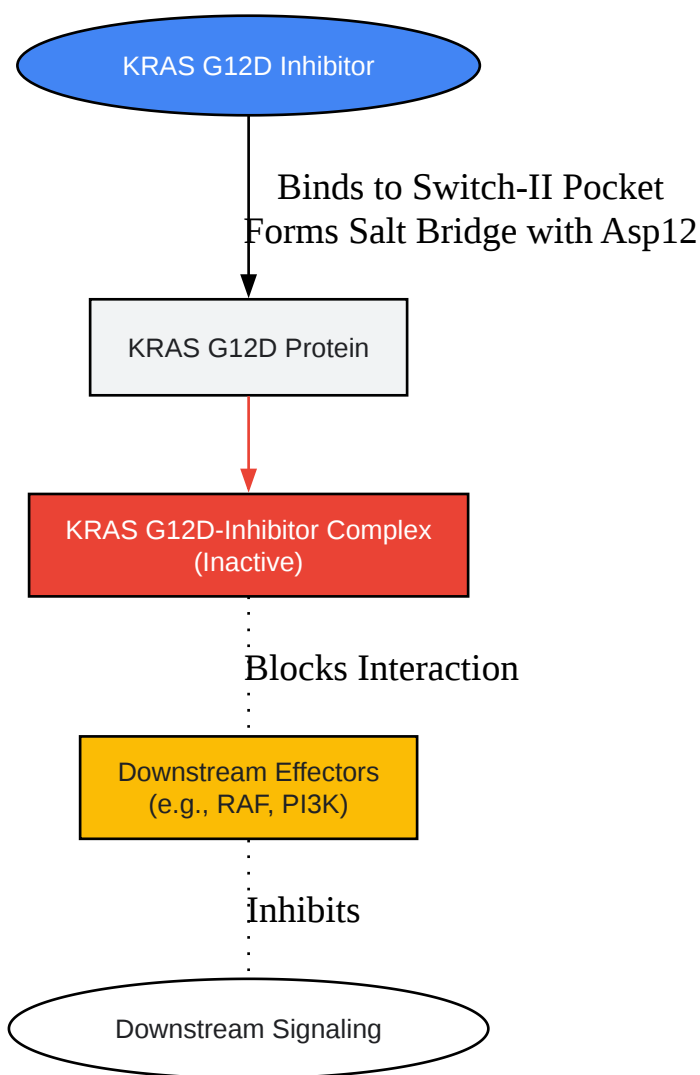 KRAS G12D Inhibitor
Binds to Switch-II Pocket
Forms Salt Bridge with Asp12
KRAS G12D Protein
KRAS G12D-Inhibitor Complex
(Inactive)
Blocks Interaction
Downstream Effectors
(e.g., RAF, PI3K)
Inhibits
Downstream Signaling